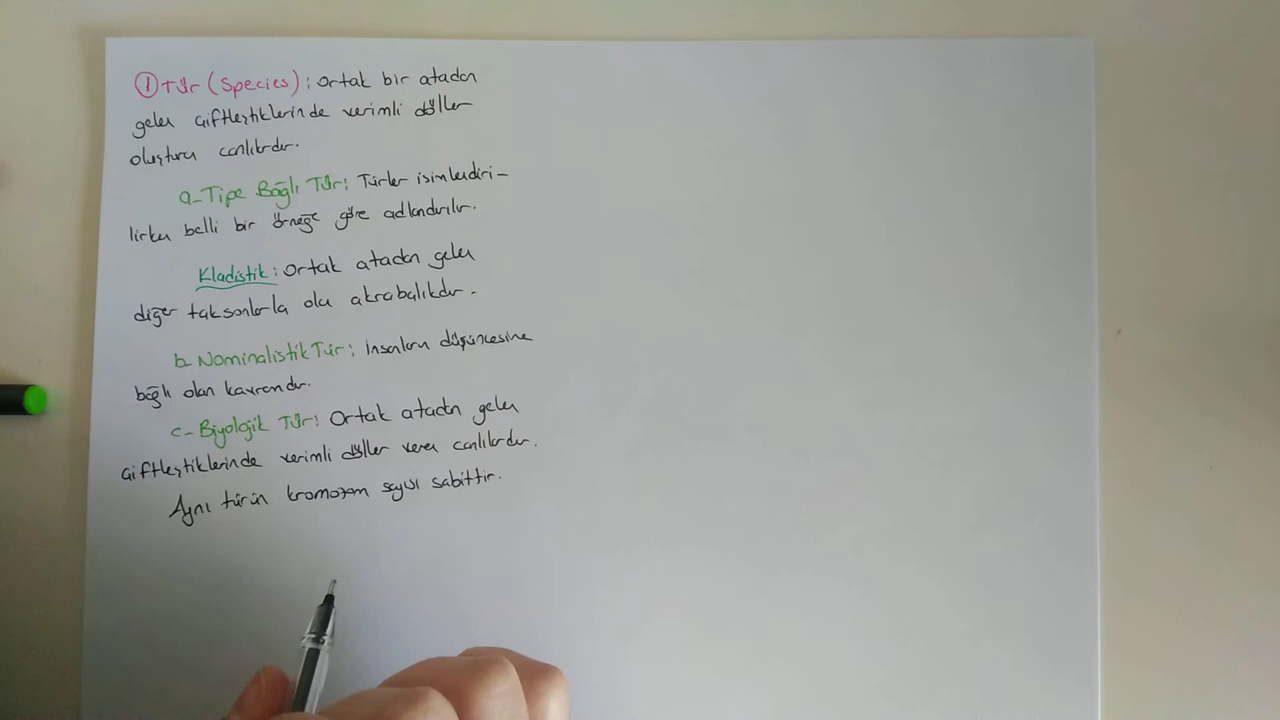 ① Tür (Species) : Ortak bir atadan
gelen çiftleştiklerinde verimli döller
oluşturan canlılardır.
a- Tipe Bağlı Tür : Türler isimlendiri-
lirken belli bir örneğe göre adlandırılır.
Kladistik : Ortak atadan gelen
diğer taksonlarla olan akrabalıkdır.
b- Nominalistik Tür : İnsanların düşüncesine
bağlı olan kavramdır.
c- Biyolojik Tür : Ortak atadan gelen
çiftleştiklerinde verimli döller veren canlılardır.
Aynı türün kromozom sayısı sabittir.